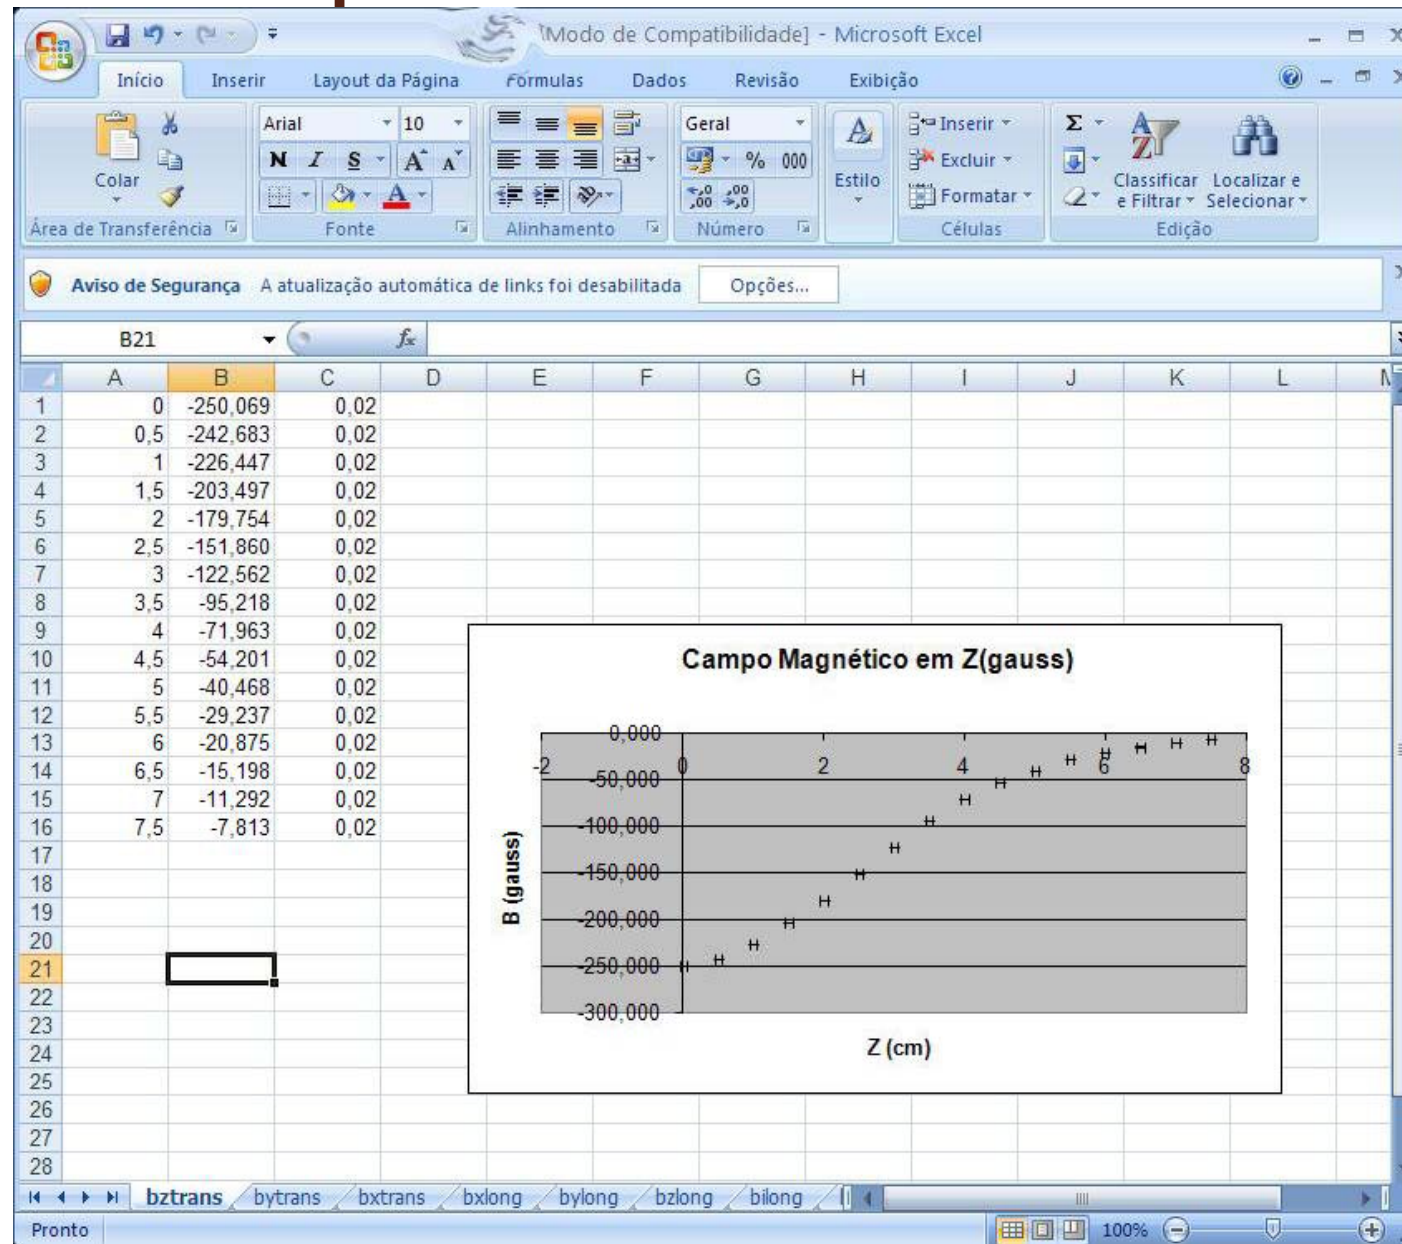 [Modo de Compatibilidade] - Microsoft Excel
Início Inserir Layout da Página Fórmulas Dados Revisão Exibição
Colar
Área de Transferência
Arial 10
N I S A A
A
Fonte
Alinhamento
Geral
% 000
,0 ,00
,00 ,0
Número
A
Estilo
Inserir
Excluir
Formatar
Células
Σ
A
Z
Classificar e Filtrar
Localizar e Selecionar
Edição
Aviso de Segurança A atualização automática de links foi desabilitada Opções...
B21 fx
A B C D E F G H I J K L
1 0 -250,069 0,02
2 0,5 -242,683 0,02
3 1 -226,447 0,02
4 1,5 -203,497 0,02
5 2 -179,754 0,02
6 2,5 -151,860 0,02
7 3 -122,562 0,02
8 3,5 -95,218 0,02
9 4 -71,963 0,02
10 4,5 -54,201 0,02
11 5 -40,468 0,02
12 5,5 -29,237 0,02
13 6 -20,875 0,02
14 6,5 -15,198 0,02
15 7 -11,292 0,02
16 7,5 -7,813 0,02
17
18
19
20
21
22
23
24
25
26
27
28
Campo Magnético em Z(gauss)
0,000
-2 0 2 4 6 8
-50,000
-100,000
-150,000
-200,000
-250,000
-300,000
B (gauss)
Z (cm)
bztrans bytrans bxtrans bxlong bylong bzlong bilong
Pronto 100%